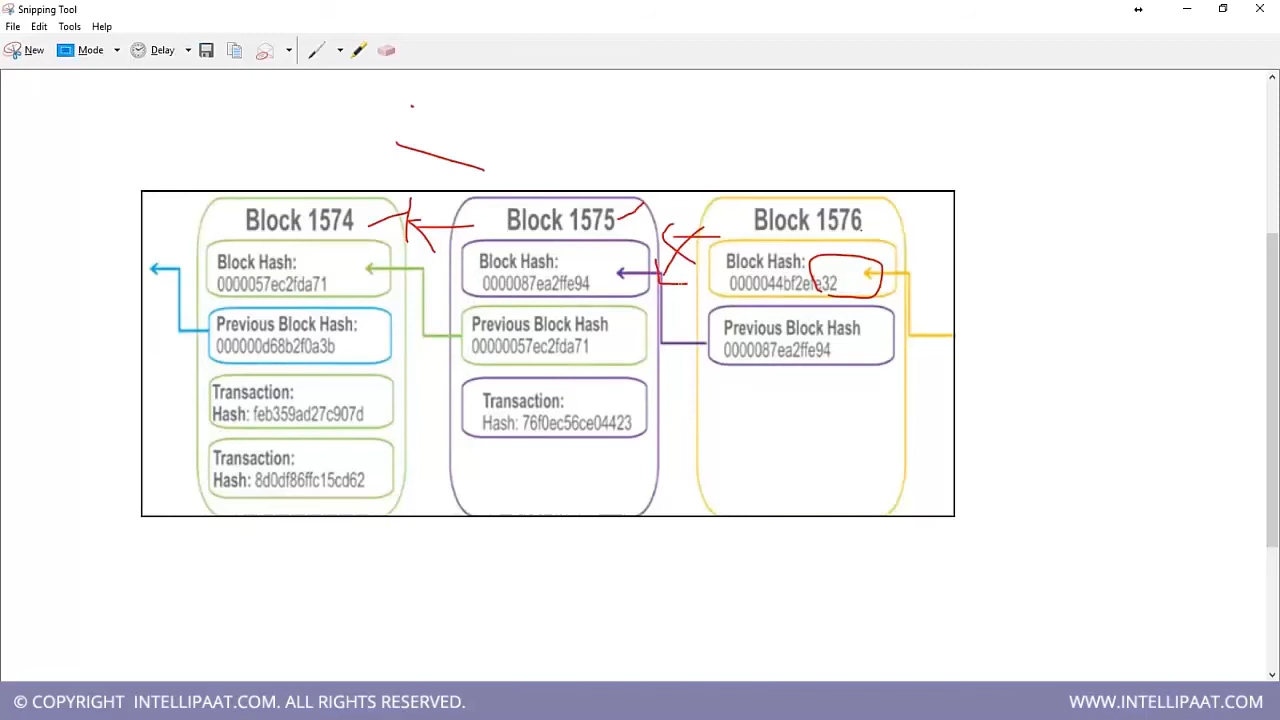 Snipping Tool
File Edit Tools Help
New Mode Delay
Block 1574
Block Hash:
0000057ec2fda71
Previous Block Hash:
000000d68b2f0a3b
Transaction:
Hash: feb359ad27c907d
Transaction:
Hash: 8d0df86ffc15cd62
Block 1575
Block Hash:
0000087ea2ffe94
Previous Block Hash
00000057ec2fda71
Transaction:
Hash: 76f0ec56ce04423
Block 1576
Block Hash:
0000044bf2efe32
Previous Block Hash
0000087ea2ffe94
© COPYRIGHT INTELLIPAAT.COM. ALL RIGHTS RESERVED.
WWW.INTELLIPAAT.COM